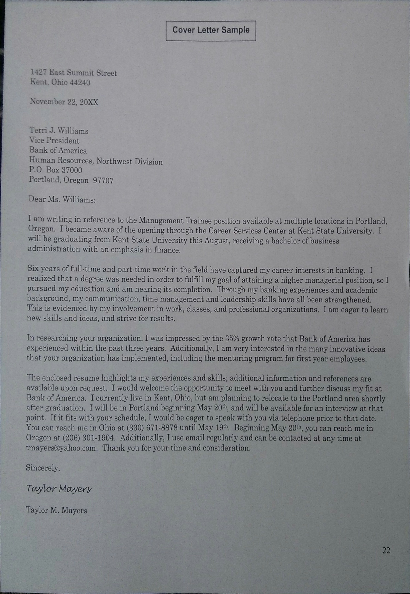 Cover Letter Sample
1427 East Summit Street
Kent, Ohio 44240
November 22, 20XX
Terri J. Williams
Vice President
Bank of America
Human Resources, Northwest Division
P.O. Box 37000
Portland, Oregon 97707
Dear Ms. Williams:
I am writing in reference to the Management Trainee position available at multiple locations in Portland,
Oregon. I became aware of the opening through the Career Services Center at Kent State University. I
will be graduating from Kent State University this August, receiving a bachelor of business
administration with an emphasis in finance.
Six years of full-time and part-time work in the field have captured my career interests in banking. I
realized that a degree was needed in order to fulfill my goal of attaining a higher managerial position, so I
pursued my education and am nearing its completion. Through my banking experiences and academic
background, my communication, time management and leadership skills have all been strengthened.
This is evidenced by my involvement in work, classes, and professional organizations. I am eager to learn
new skills and ideas, and strive for results.
In researching your organization, I was impressed by the 35% growth rate that Bank of America has
experienced within the past three years. Additionally, I am very interested in the many innovative ideas
that your organization has implemented, including the mentoring program for first year employees.
The enclosed resume highlights my experiences and skills; additional information and references are
available upon request. I would welcome the opportunity to meet with you and further discuss my fit at
Bank of America. I currently live in Kent, Ohio, but am planning to relocate to the Portland area shortly
after graduation. I will be in Portland beginning May 20th, and will be available for an interview at that
point. If it fits with your schedule, I would be eager to speak with you via telephone prior to that date.
You can reach me in Ohio at (330) 671-8878 until May 19th. Beginning May 20th, you can reach me in
Oregon at (236) 301-1904. Additionally, I use email regularly and can be contacted at any time at
tmayers@yahoo.com. Thank you for your time and consideration.
Sincerely,
Taylor Mayers
Taylor M. Mayers
22